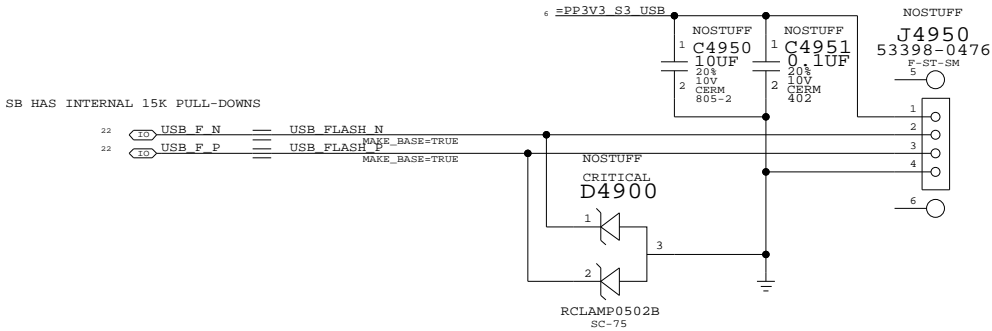 6 =PP3V3_S3_USB
NOSTUFF
J4950
53398-0476
F-ST-SM
NOSTUFF
C4950
10UF
20%
10V
CERM
805-2
1
2
NOSTUFF
C4951
0.1UF
20%
10V
CERM
402
1
2
5
1
2
3
4
6
SB HAS INTERNAL 15K PULL-DOWNS
22 IO USB_F_N USB_FLASH_N
MAKE_BASE=TRUE
22 IO USB_F_P USB_FLASH_P
MAKE_BASE=TRUE
NOSTUFF
CRITICAL
D4900
1
3
2
RCLAMP0502B
SC-75